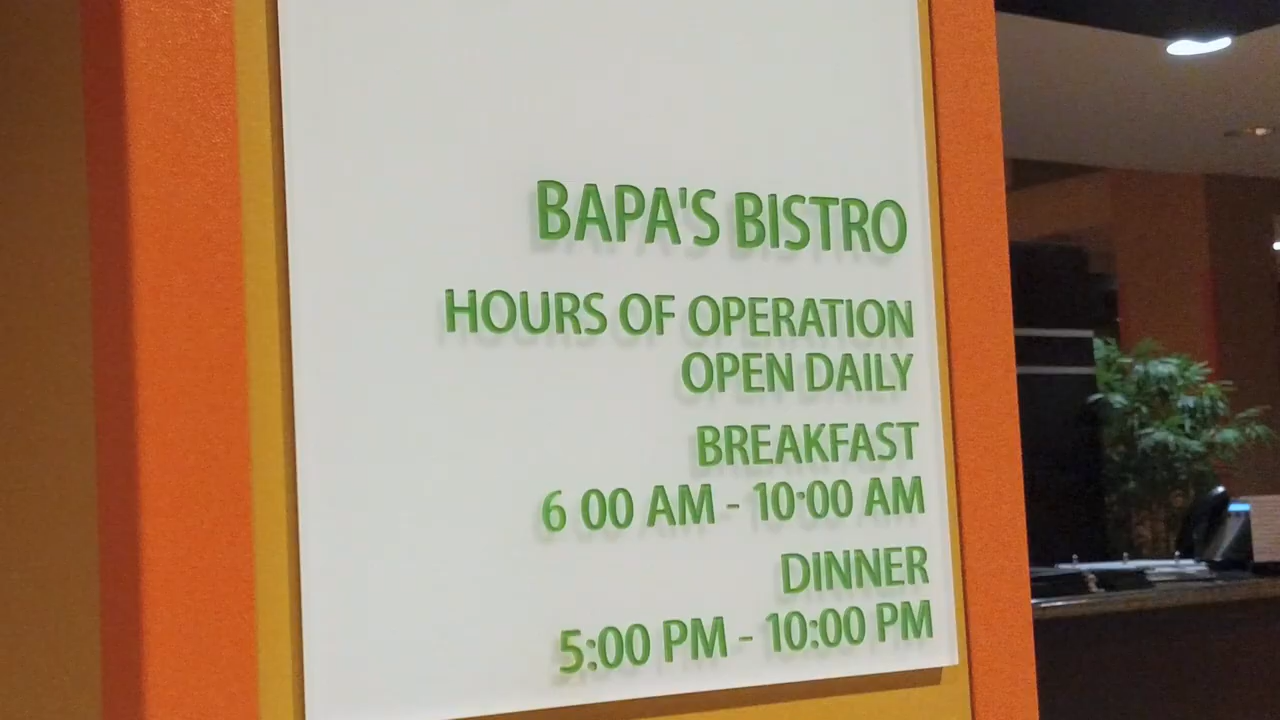 BAPA'S BISTRO
HOURS OF OPERATION
OPEN DAILY
BREAKFAST
6 00 AM - 10:00 AM
DINNER
5:00 PM - 10:00 PM